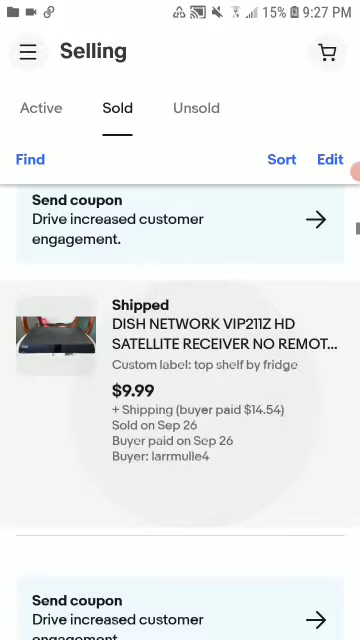 15% 9:27 PM
Selling
Active Sold Unsold
Find Sort Edit
Send coupon
Drive increased customer
engagement.
Shipped
DISH NETWORK VIP211Z HD
SATELLITE RECEIVER NO REMOT...
Custom label: top shelf by fridge
$9.99
+ Shipping (buyer paid $14.54)
Sold on Sep 26
Buyer paid on Sep 26
Buyer: larrmulle4
Send coupon
Drive increased customer
engagement.